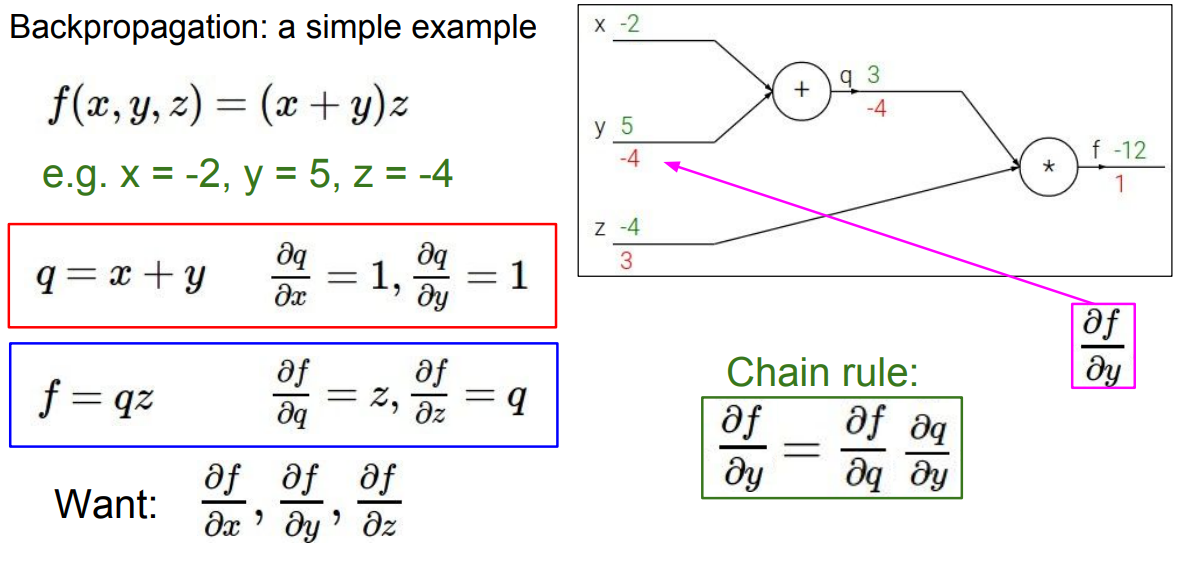 Backpropagation: a simple example
f(x, y, z) = (x + y)z
e.g. x = -2, y = 5, z = -4
q = x + y   ∂q/∂x = 1, ∂q/∂y = 1
f = qz   ∂f/∂q = z, ∂f/∂z = q
Want: ∂f/∂x, ∂f/∂y, ∂f/∂z
x -2
+
q 3
-4
y 5
-4
f -12
*
1
z -4
3
∂f/∂y
Chain rule:
∂f/∂y = ∂f/∂q ∂q/∂y